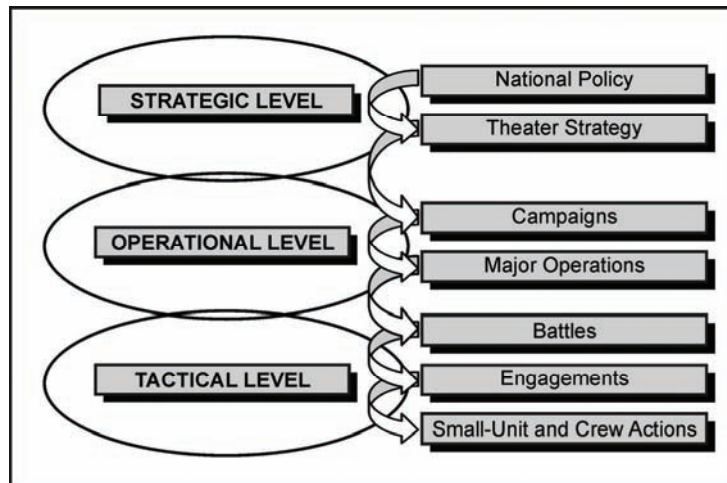 STRATEGIC LEVEL
National Policy
Theater Strategy
OPERATIONAL LEVEL
Campaigns
Major Operations
TACTICAL LEVEL
Battles
Engagements
Small-Unit and Crew Actions